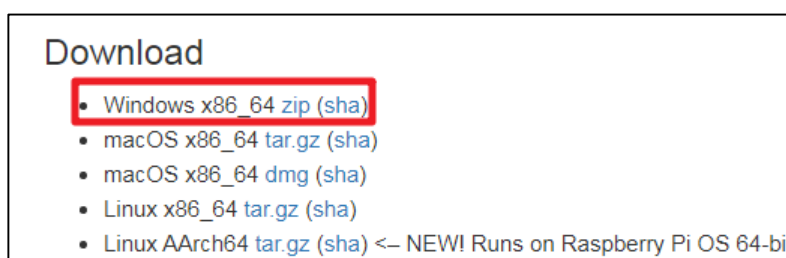 Download
• Windows x86_64 zip (sha)
• macOS x86_64 tar.gz (sha)
• macOS x86_64 dmg (sha)
• Linux x86_64 tar.gz (sha)
• Linux AArch64 tar.gz (sha) <– NEW! Runs on Raspberry Pi OS 64-bi